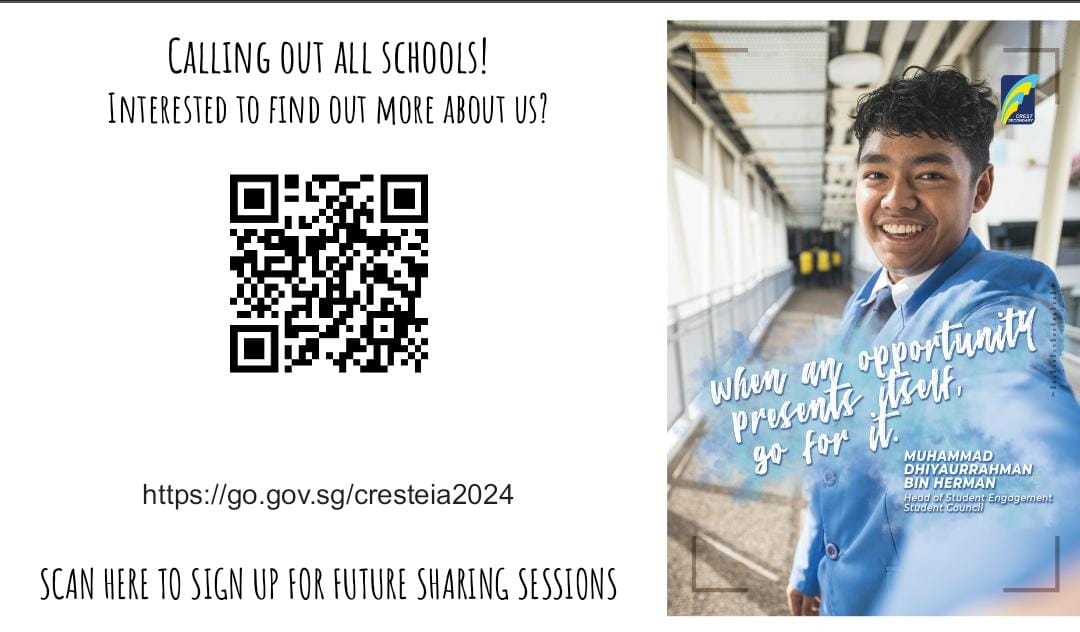 CALLING OUT ALL SCHOOLS!
INTERESTED TO FIND OUT MORE ABOUT US?
https://go.gov.sg/cresteia2024
SCAN HERE TO SIGN UP FOR FUTURE SHARING SESSIONS
CREST
SECONDARY
when an opportunity
presents itself,
go for it.
MUHAMMAD
DHIYAURRAHMAN
BIN HERMAN
Head of Student Engagement
Student Council